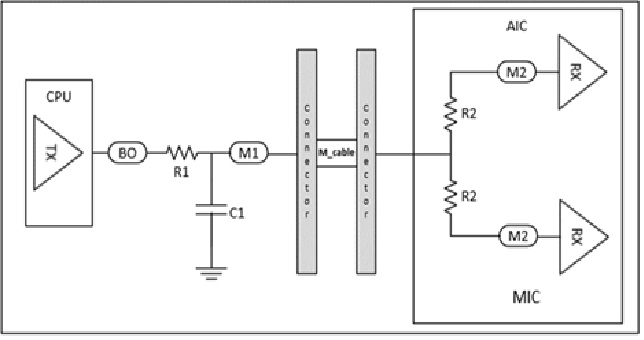 AIC
CPU
TX
BO
R1
C1
M1
connector
M_cable
connector
R2
M2
RX
R2
M2
RX
MIC